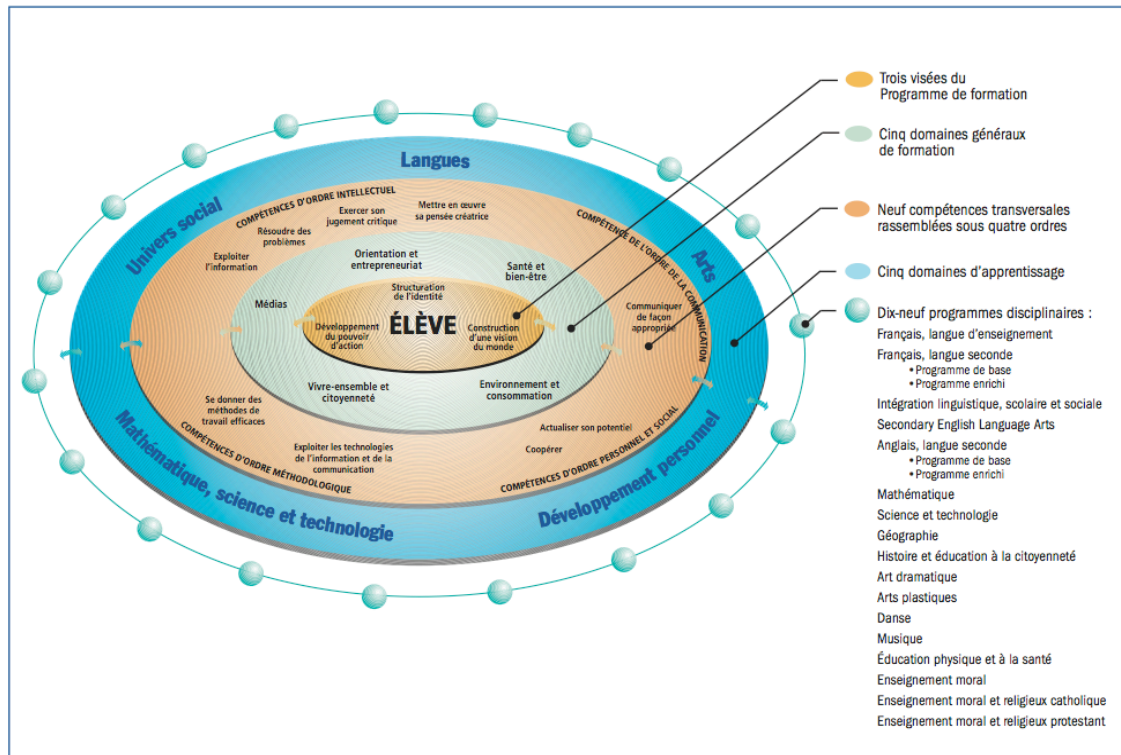 Langues
Univers social
Arts
Mathématique, science et technologie
Développement personnel
COMPÉTENCES D'ORDRE INTELLECTUEL
Mettre en œuvre
sa pensée créatrice
Exercer son
jugement critique
Résoudre des
problèmes
Exploiter
l'information
COMPÉTENCE DE L'ORDRE DE LA COMMUNICATION
Communiquer
de façon
appropriée
Orientation et
entrepreneuriat
Santé et
bien-être
Médias
Structuration
de l'identité
ÉLÈVE
Développement
du pouvoir
d'action
Construction
d'une vision
du monde
Vivre-ensemble et
citoyenneté
Environnement et
consommation
Se donner des
méthodes de
travail efficaces
Exploiter les technologies
de l'information et de la
communication
COMPÉTENCES D'ORDRE MÉTHODOLOGIQUE
Actualiser son potentiel
Coopérer
COMPÉTENCES D'ORDRE PERSONNEL ET SOCIAL
Trois visées du
Programme de formation
Cinq domaines généraux
de formation
Neuf compétences transversales
rassemblées sous quatre ordres
Cinq domaines d'apprentissage
Dix-neuf programmes disciplinaires :
Français, langue d'enseignement
Français, langue seconde
• Programme de base
• Programme enrichi
Intégration linguistique, scolaire et sociale
Secondary English Language Arts
Anglais, langue seconde
• Programme de base
• Programme enrichi
Mathématique
Science et technologie
Géographie
Histoire et éducation à la citoyenneté
Art dramatique
Arts plastiques
Danse
Musique
Éducation physique et à la santé
Enseignement moral
Enseignement moral et religieux catholique
Enseignement moral et religieux protestant